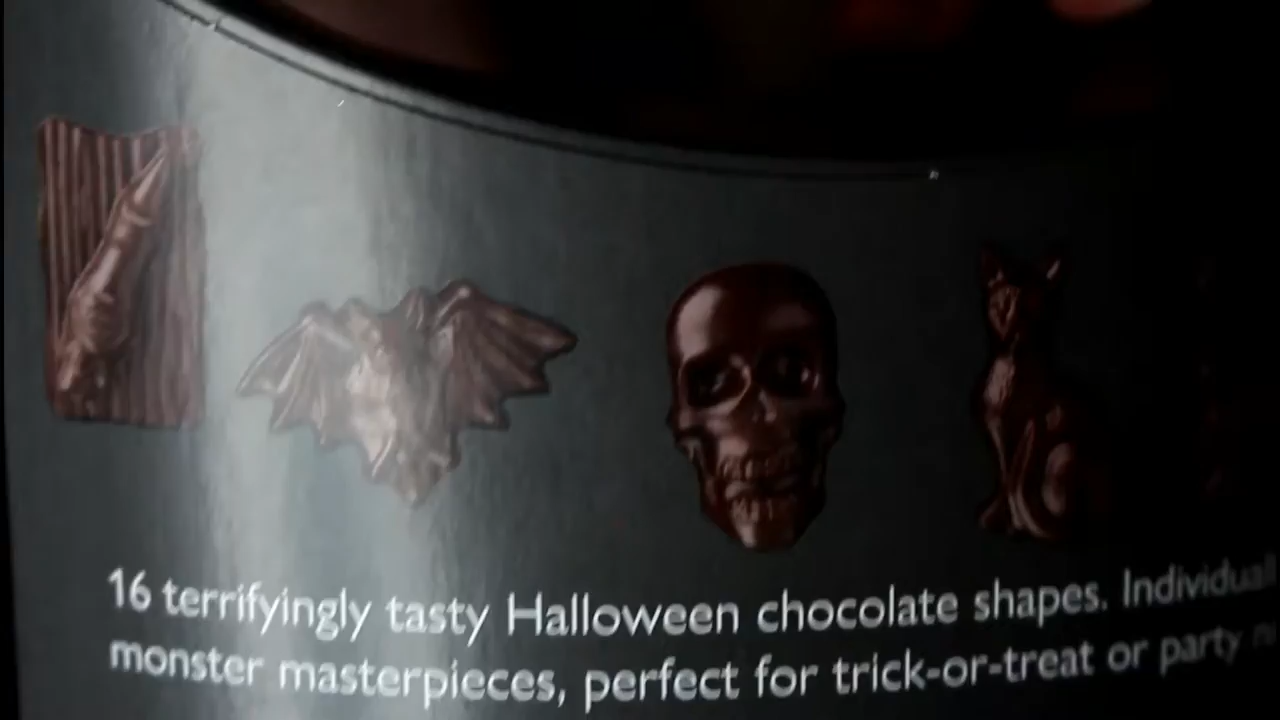 16 terrifyingly tasty Halloween chocolate shapes. Individual
monster masterpieces, perfect for trick-or-treat or party